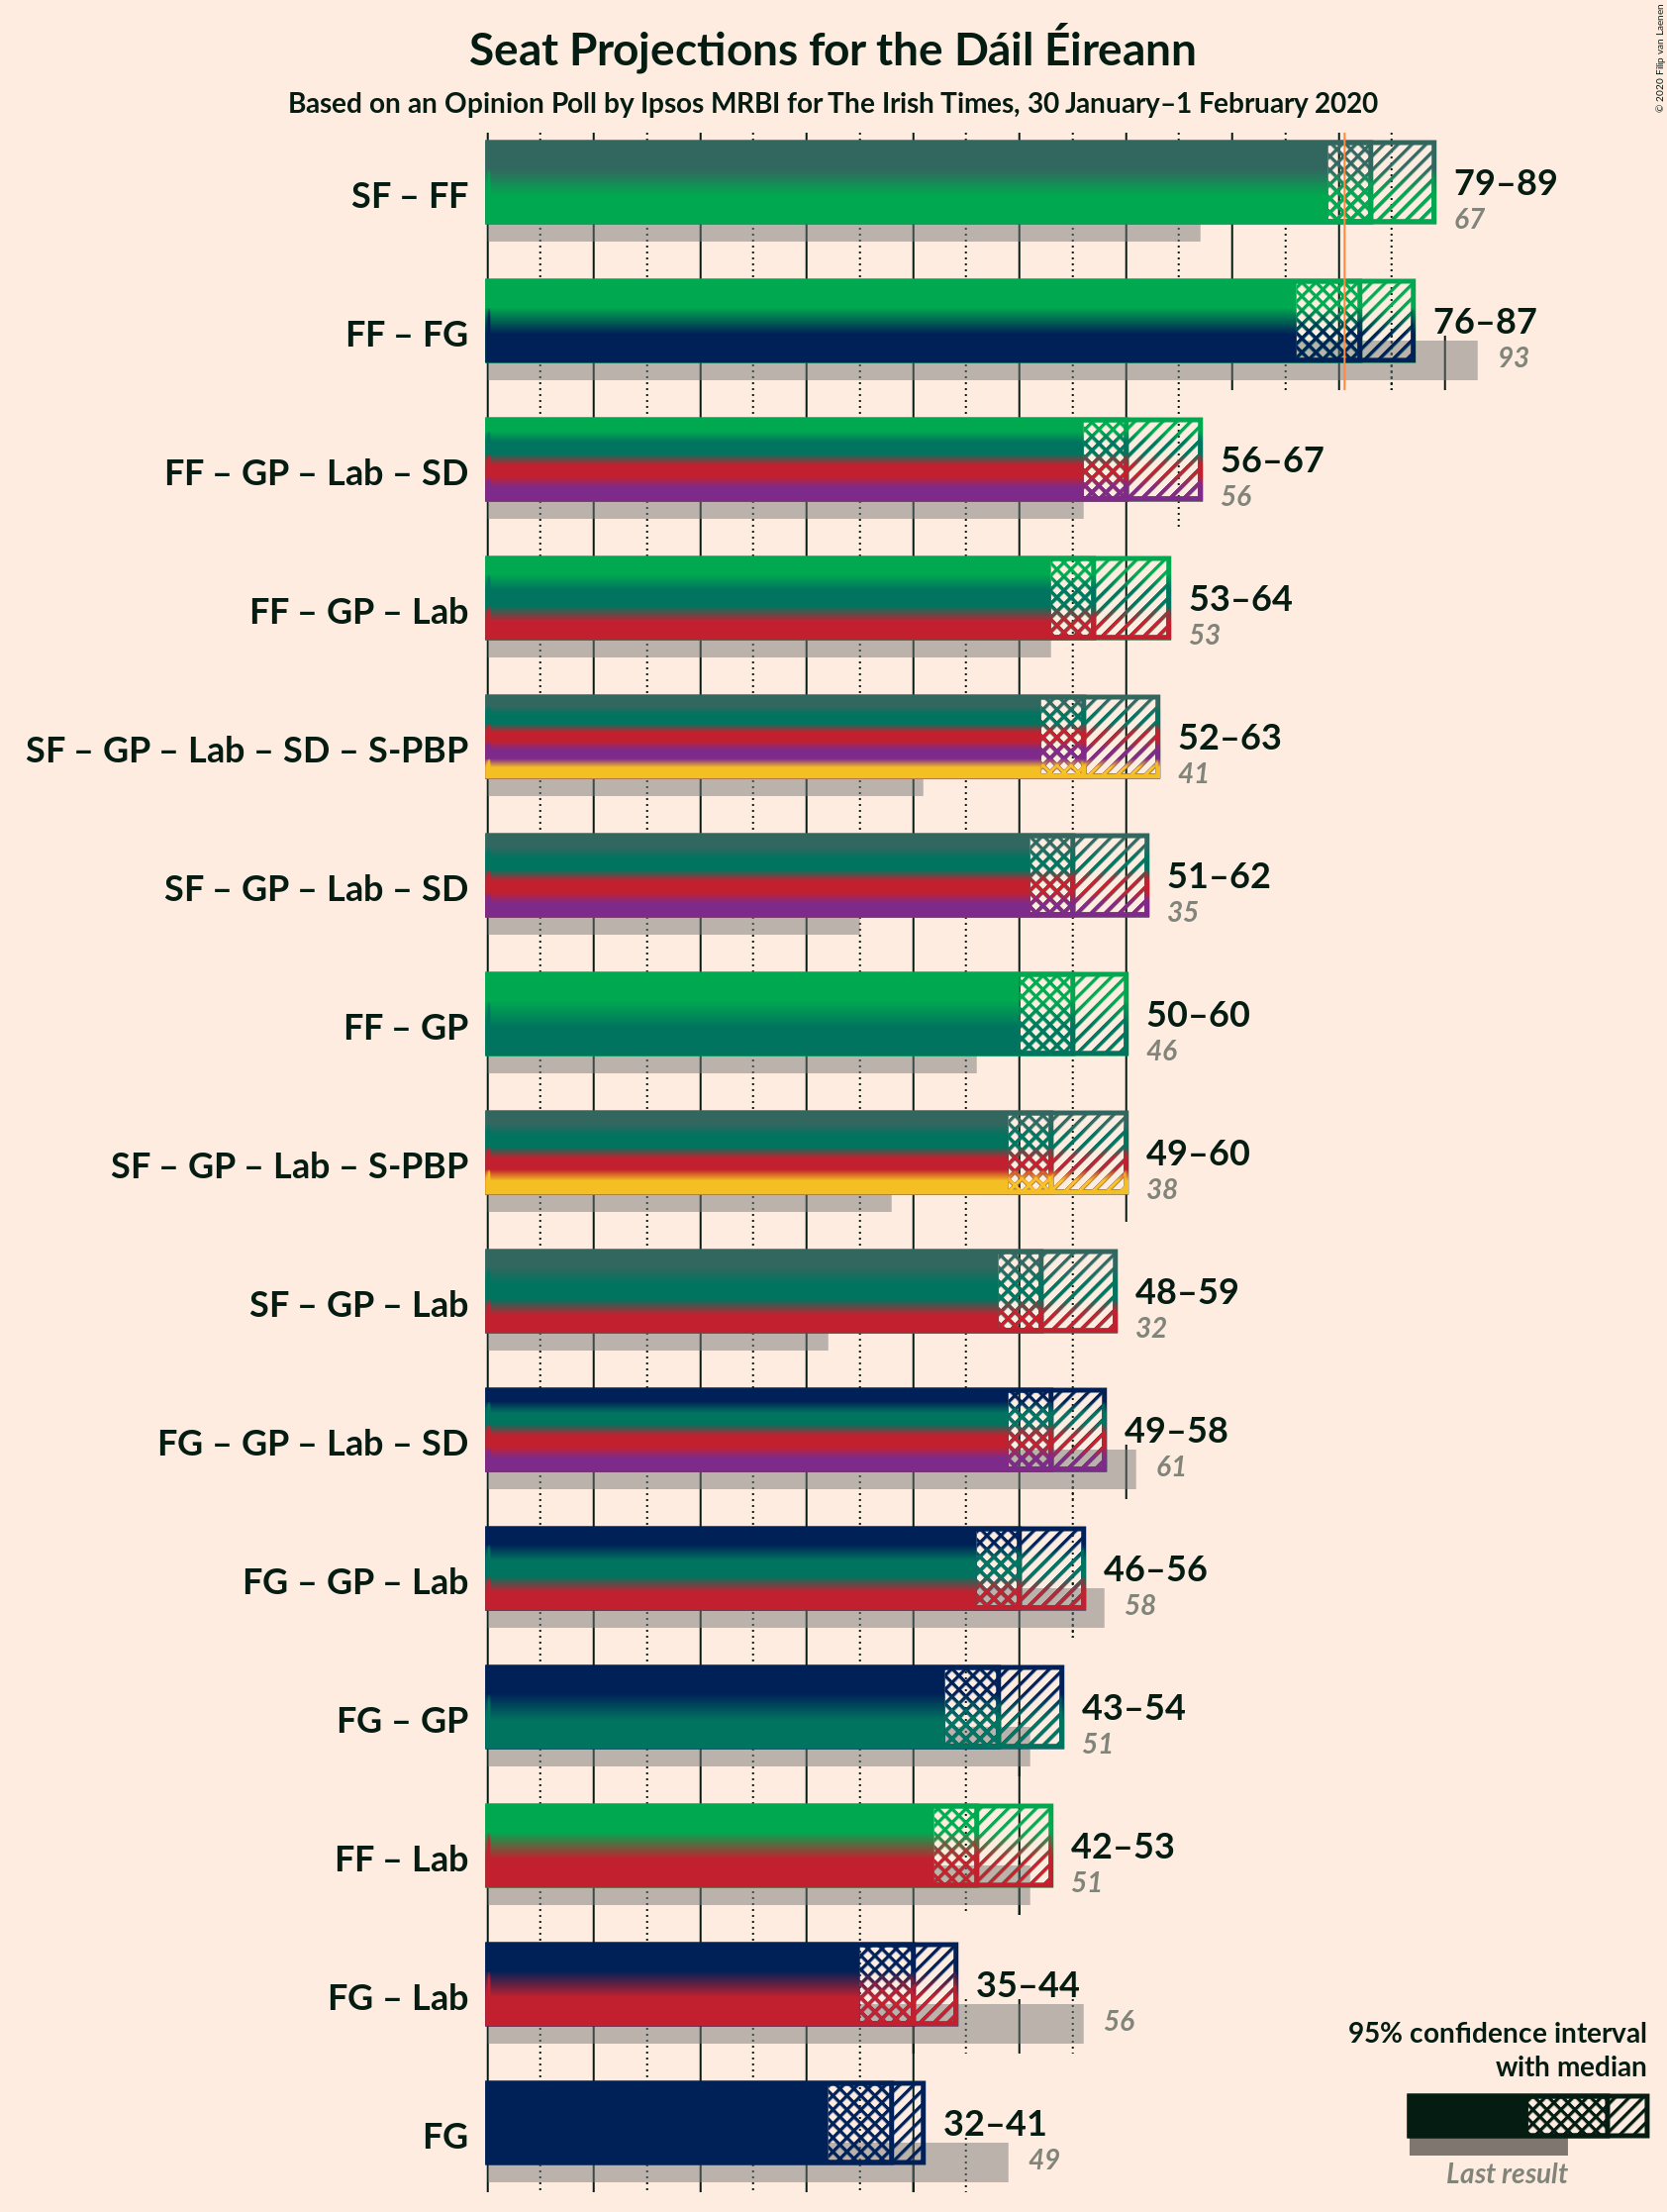 Seat Projections for the Dáil Éireann
Based on an Opinion Poll by Ipsos MRBI for The Irish Times, 30 January–1 February 2020
© 2020 Filip van Laenen
SF – FF
79–89
67
FF – FG
76–87
93
FF – GP – Lab – SD
56–67
56
FF – GP – Lab
53–64
53
SF – GP – Lab – SD – S-PBP
52–63
41
SF – GP – Lab – SD
51–62
35
FF – GP
50–60
46
SF – GP – Lab – S-PBP
49–60
38
SF – GP – Lab
48–59
32
FG – GP – Lab – SD
49–58
61
FG – GP – Lab
46–56
58
FG – GP
43–54
51
FF – Lab
42–53
51
FG – Lab
35–44
56
FG
32–41
49
95% confidence interval
with median
Last result